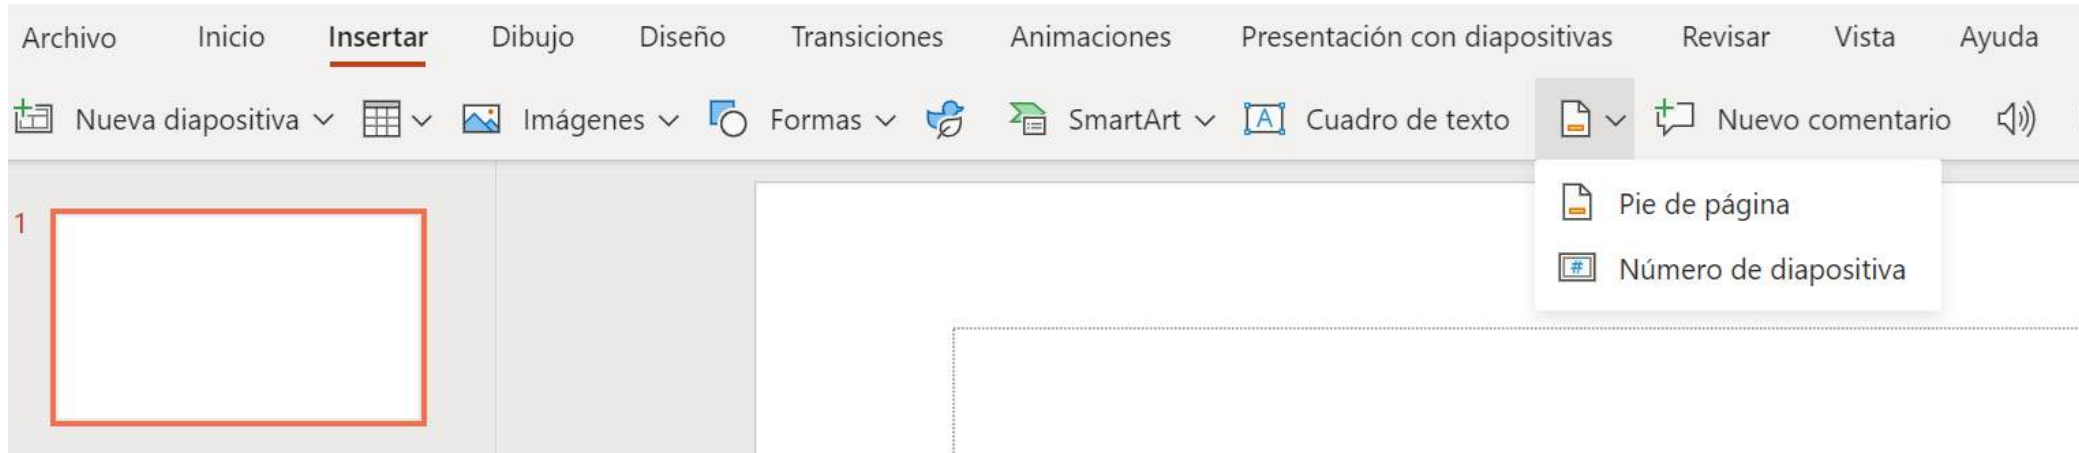 Archivo Inicio Insertar Dibujo Diseño Transiciones Animaciones Presentación con diapositivas Revisar Vista Ayuda
Nueva diapositiva Imágenes Formas SmartArt A Cuadro de texto Nuevo comentario
Pie de página
# Número de diapositiva
1